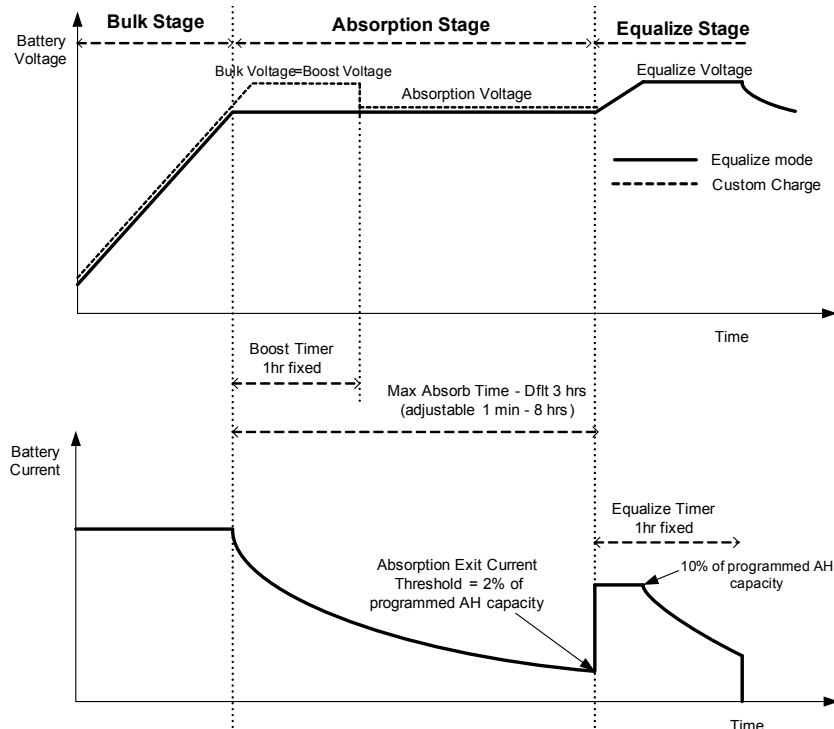 Battery
Voltage
Bulk Stage
Absorption Stage
Equalize Stage
Bulk Voltage=Boost Voltage
Absorption Voltage
Equalize Voltage
Equalize mode
Custom Charge
Time
Boost Timer
1hr fixed
Max Absorb Time - Dflt 3 hrs
(adjustable 1 min - 8 hrs)
Battery
Current
Equalize Timer
1hr fixed
Absorption Exit Current
Threshold = 2% of
programmed AH capacity
10% of programmed AH
capacity
Time